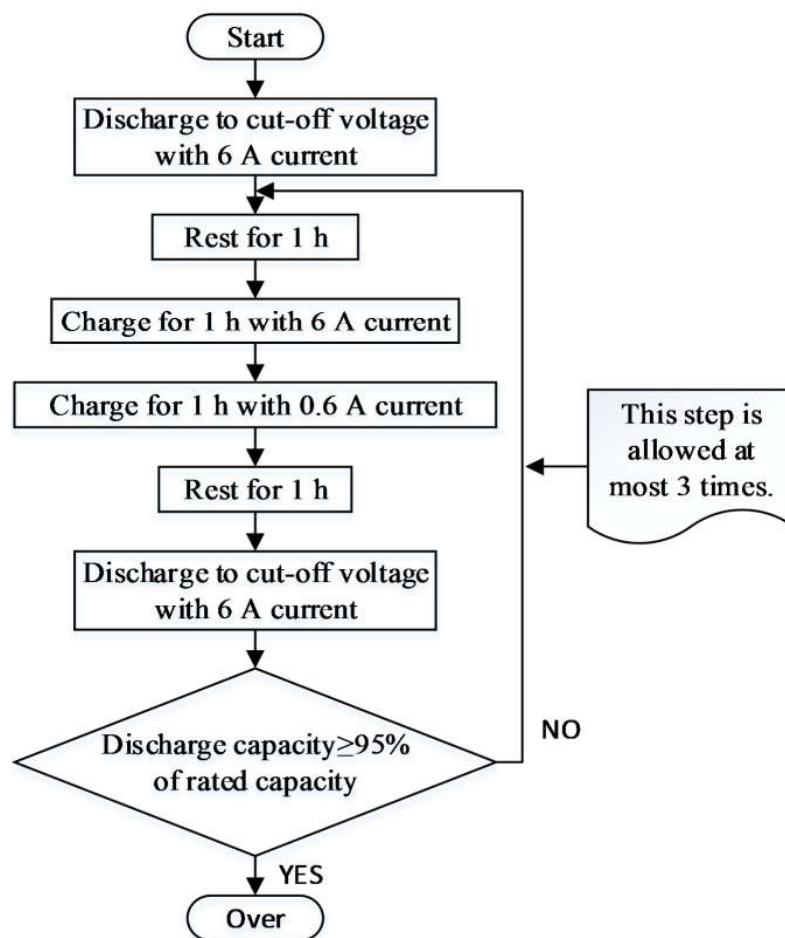 Start
Discharge to cut-off voltage
with 6 A current
Rest for 1 h
Charge for 1 h with 6 A current
Charge for 1 h with 0.6 A current
This step is
allowed at
most 3 times.
Rest for 1 h
Discharge to cut-off voltage
with 6 A current
NO
Discharge capacity≥95%
of rated capacity
YES
Over